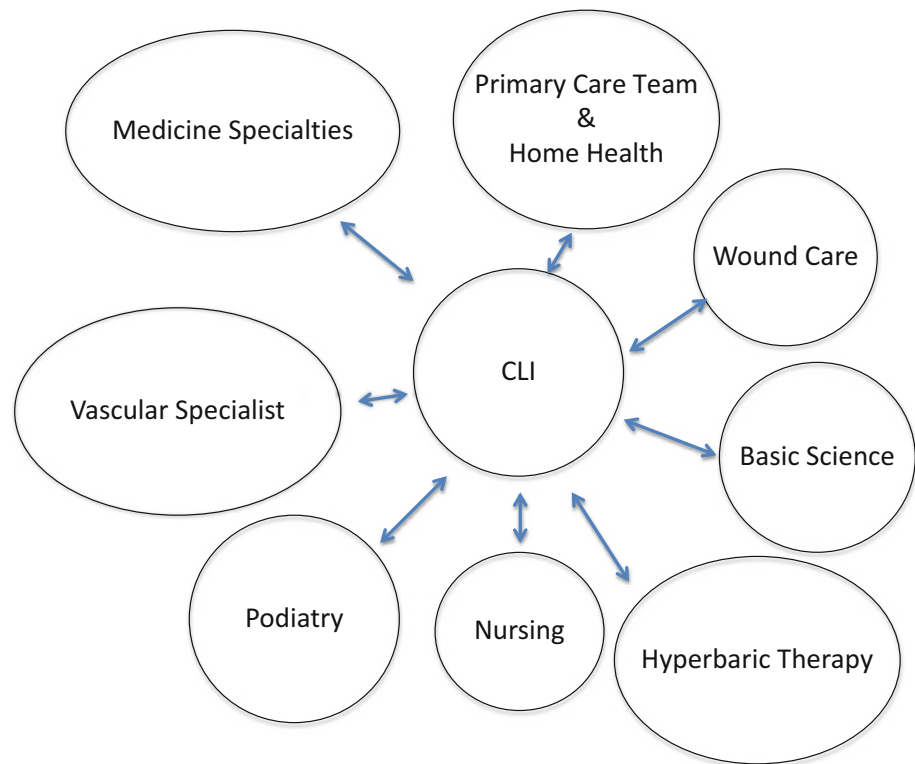 Primary Care Team
&
Home Health
Medicine Specialties
Wound Care
CLI
Vascular Specialist
Basic Science
Podiatry
Nursing
Hyperbaric Therapy